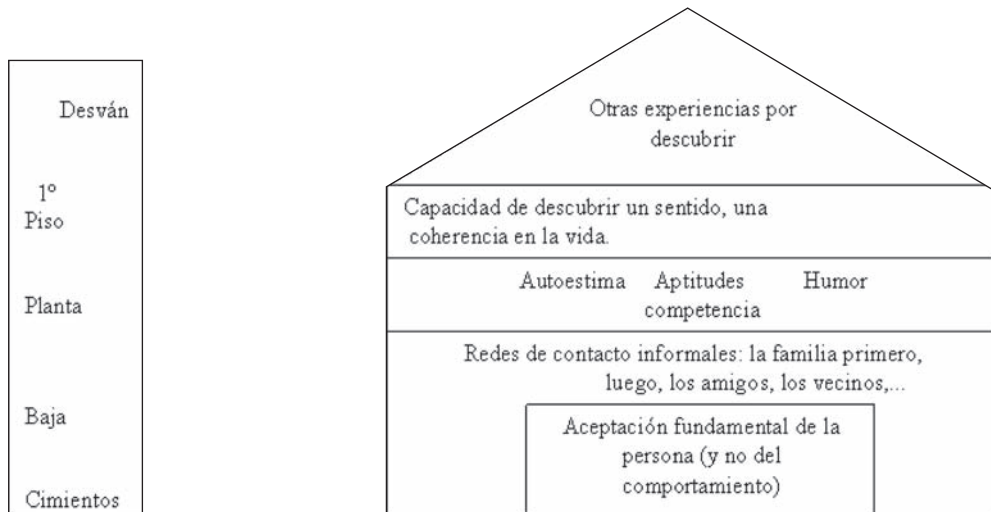 Desván
1º
Piso
Planta
Baja
Cimientos
Otras experiencias por
descubrir
Capacidad de descubrir un sentido, una
coherencia en la vida.
Autoestima Aptitudes Humor
competencia
Redes de contacto informales: la familia primero,
luego, los amigos, los vecinos,...
Aceptación fundamental de la
persona (y no del
comportamiento)